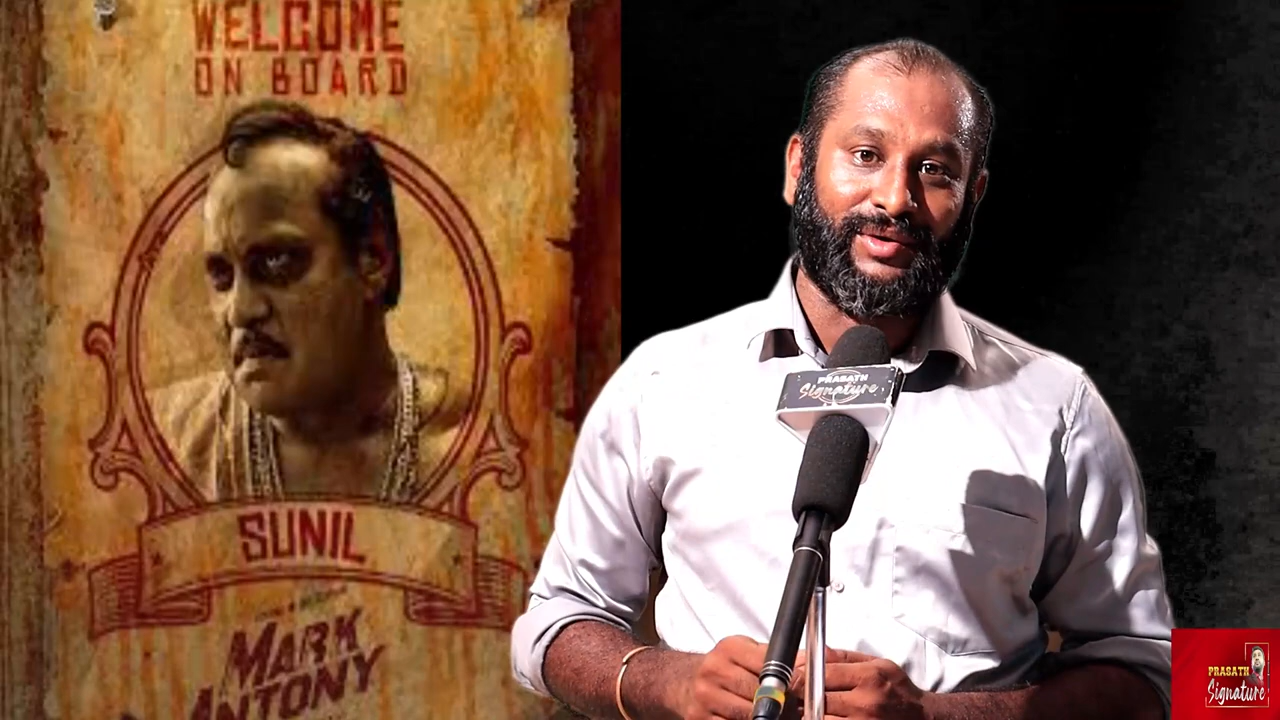 WELCOME
ON BOARD
SUNIL
MARK
ANTONY
PRASATH
Signature
PRASATH
Signature